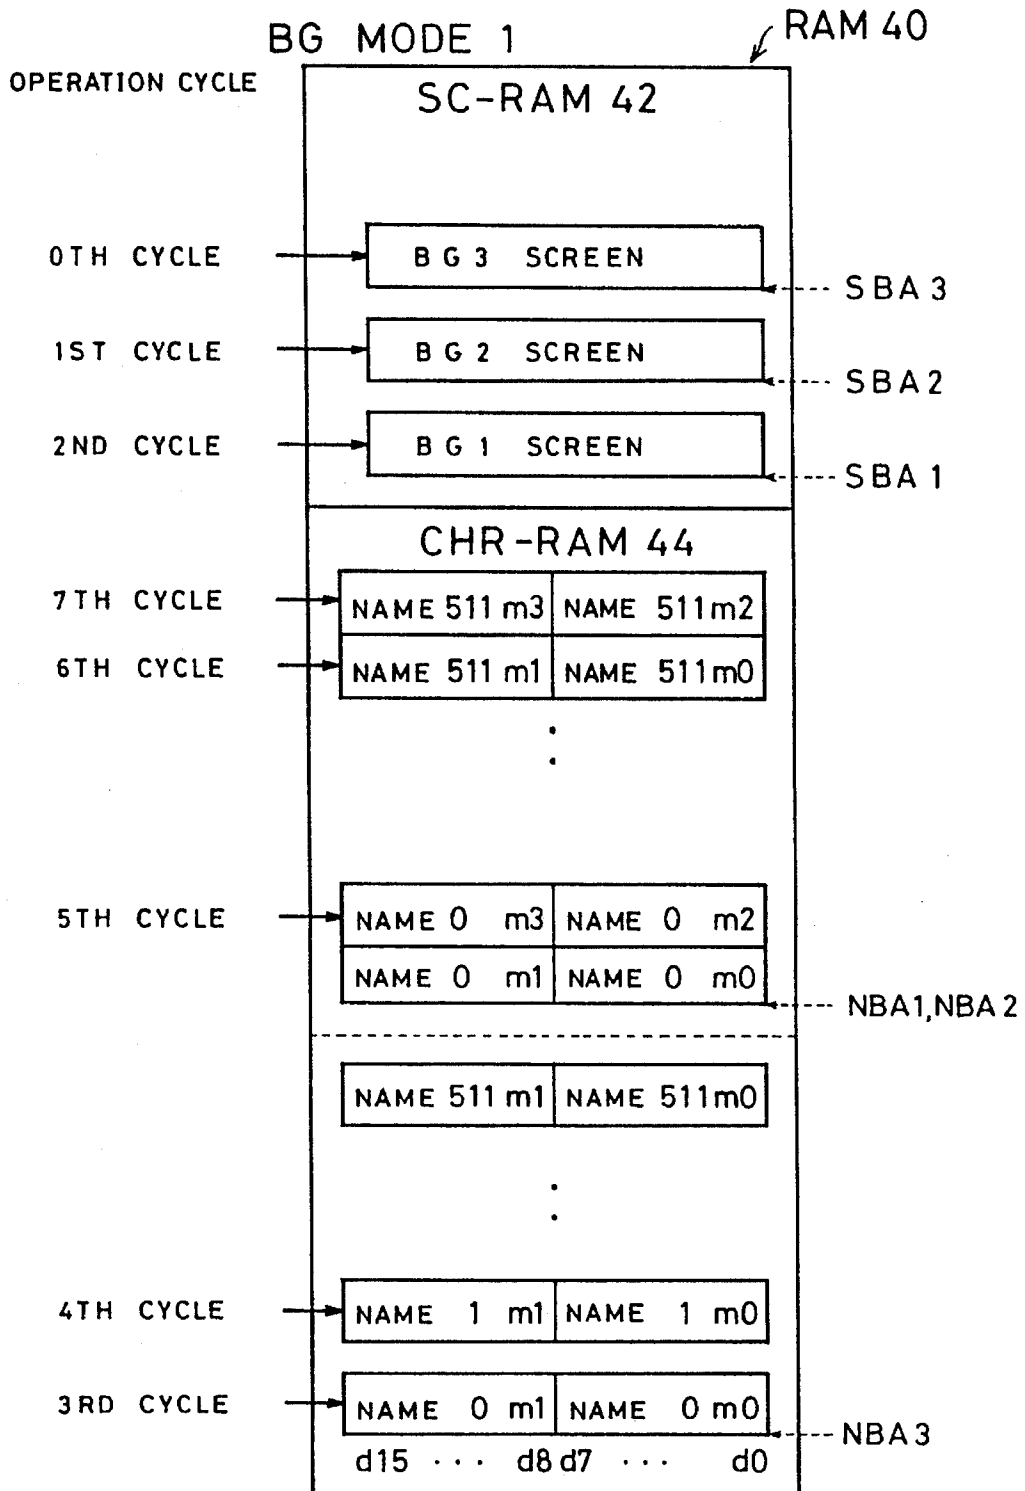 RAM 40
BG MODE 1
OPERATION CYCLE
SC-RAM 42
0TH CYCLE
BG3 SCREEN
SBA3
1ST CYCLE
BG2 SCREEN
SBA2
2ND CYCLE
BG1 SCREEN
SBA1
CHR-RAM 44
7TH CYCLE
NAME 511 m3 NAME 511 m2
6TH CYCLE
NAME 511 m1 NAME 511 m0
5TH CYCLE
NAME 0 m3 NAME 0 m2
NAME 0 m1 NAME 0 m0
NBA1,NBA2
NAME 511 m1 NAME 511 m0
4TH CYCLE
NAME 1 m1 NAME 1 m0
3RD CYCLE
NAME 0 m1 NAME 0 m0
NBA3
d15 ··· d8 d7 ··· d0